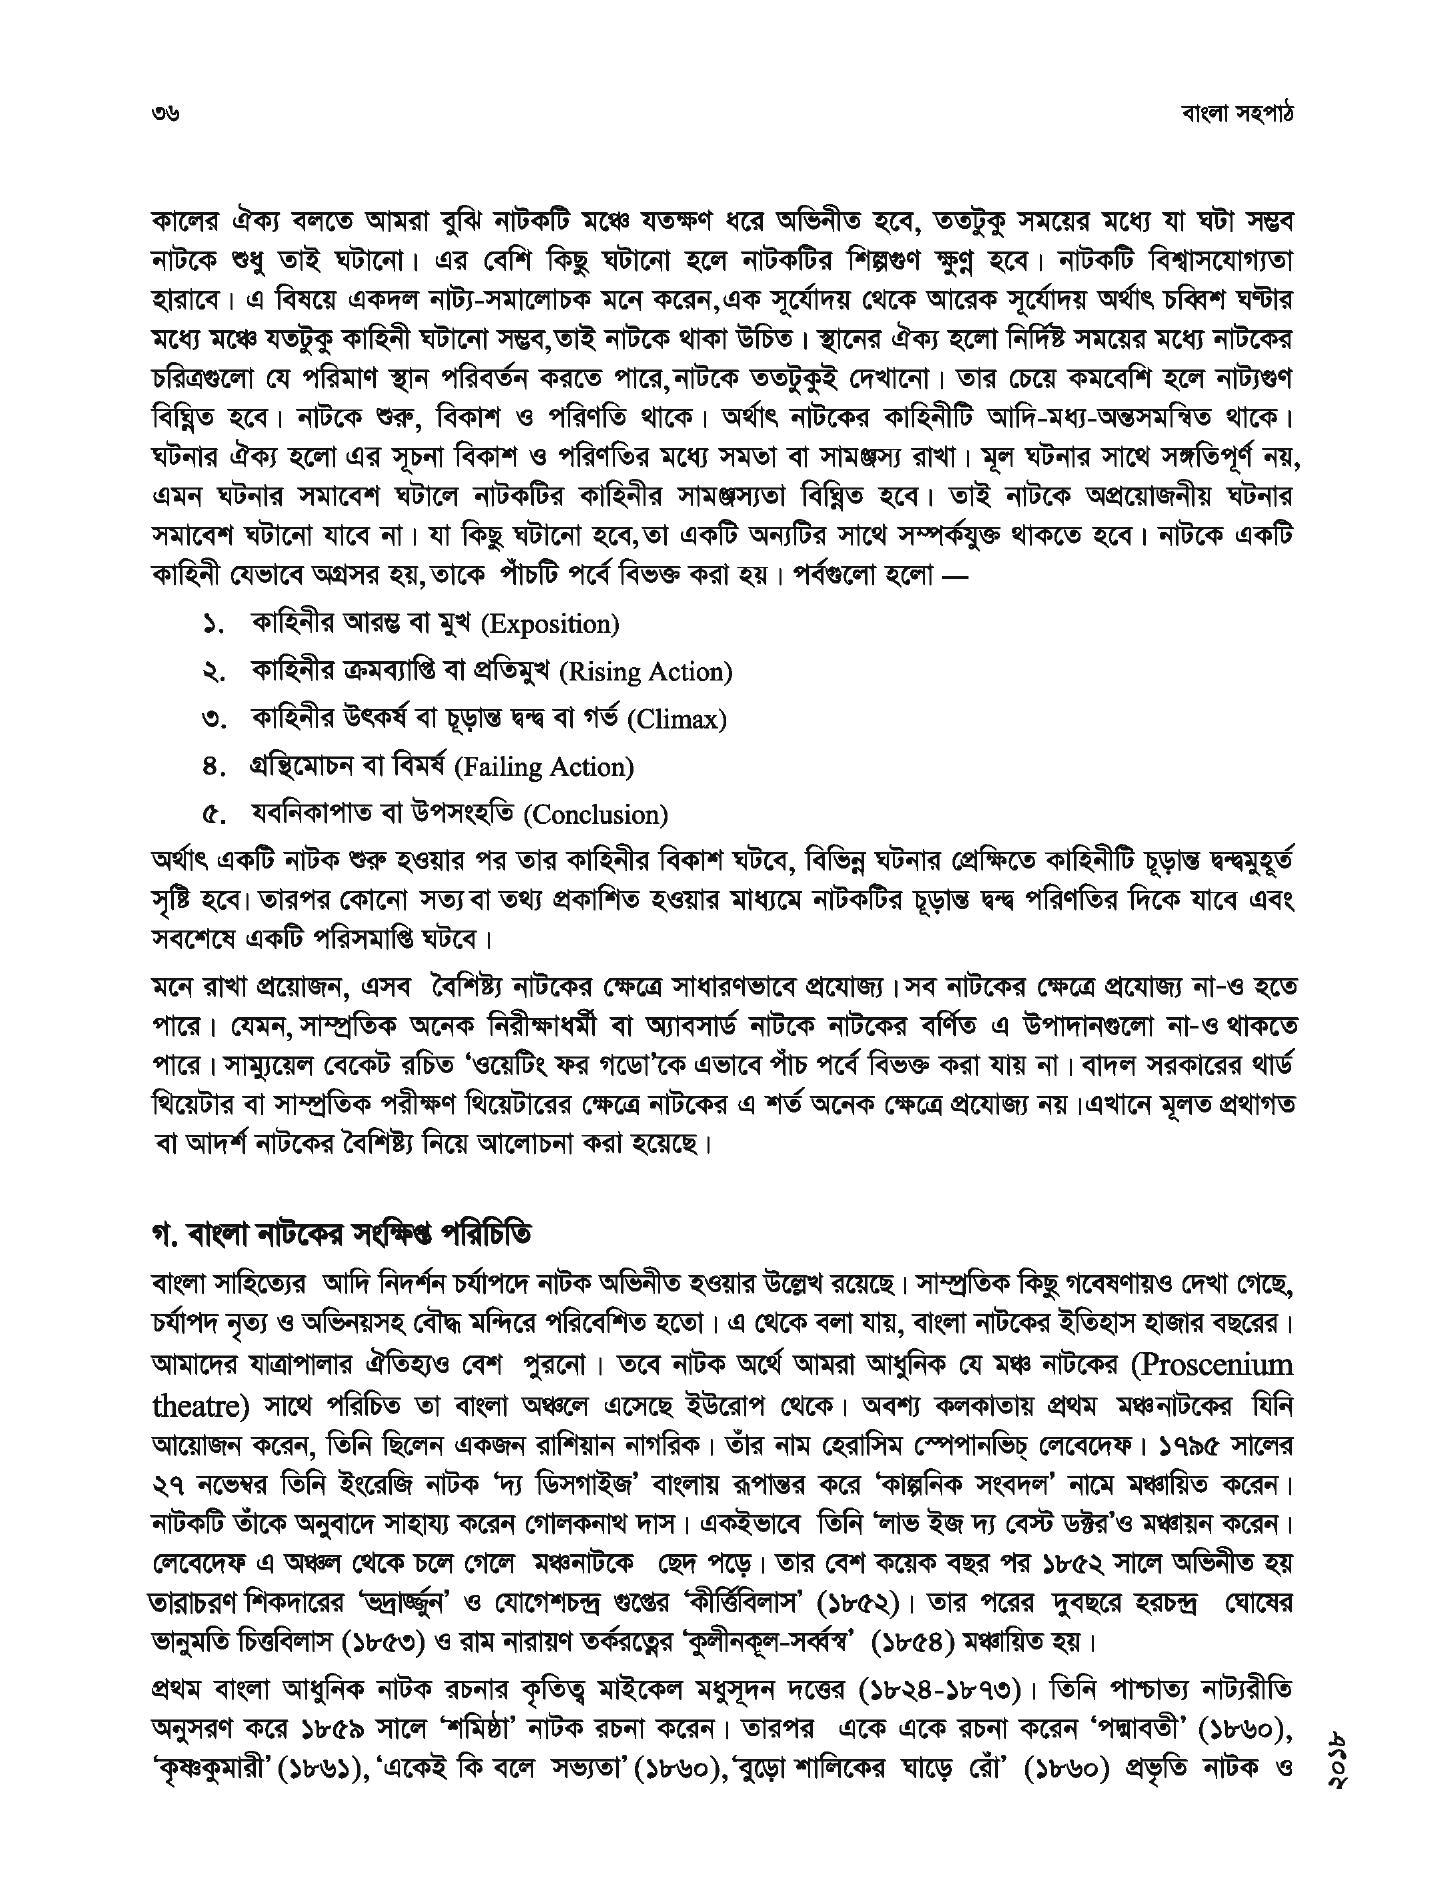 ৩৬ বাংলা সহপাঠ
কালের ঐক্য বলতে আমরা বুঝি নাটকটি মঞ্চে যতক্ষণ ধরে অভিনীত হবে, ততটুকু সময়ের মধ্যে যা ঘটা সম্ভব
নাটকে শুধু তাই ঘটানো। এর বেশি কিছু ঘটানো হলে নাটকটির শিল্পগুণ ক্ষুণ্ন হবে। নাটকটি বিশ্বাসযোগ্যতা
হারাবে। এ বিষয়ে একদল নাট্য-সমালোচক মনে করেন,এক সূর্যোদয় থেকে আরেক সূর্যোদয় অর্থাৎ চব্বিশ ঘণ্টার
মধ্যে মঞ্চে যতটুকু কাহিনী ঘটানো সম্ভব,তাই নাটকে থাকা উচিত। স্থানের ঐক্য হলো নির্দিষ্ট সময়ের মধ্যে নাটকের
চরিত্রগুলো যে পরিমাণ স্থান পরিবর্তন করতে পারে,নাটকে ততটুকুই দেখানো। তার চেয়ে কমবেশি হলে নাট্যগুণ
বিঘ্নিত হবে। নাটকে শুরু, বিকাশ ও পরিণতি থাকে। অর্থাৎ নাটকের কাহিনীটি আদি-মধ্য-অন্তসমন্বিত থাকে।
ঘটনার ঐক্য হলো এর সূচনা বিকাশ ও পরিণতির মধ্যে সমতা বা সামঞ্জস্য রাখা। মূল ঘটনার সাথে সঙ্গতিপূর্ণ নয়,
এমন ঘটনার সমাবেশ ঘটালে নাটকটির কাহিনীর সামঞ্জস্যতা বিঘ্নিত হবে। তাই নাটকে অপ্রয়োজনীয় ঘটনার
সমাবেশ ঘটানো যাবে না। যা কিছু ঘটানো হবে,তা একটি অন্যটির সাথে সম্পর্কযুক্ত থাকতে হবে। নাটকে একটি
কাহিনী যেভাবে অগ্রসর হয়,তাকে পাঁচটি পর্বে বিভক্ত করা হয়। পর্বগুলো হলো —
১. কাহিনীর আরম্ভ বা মুখ (Exposition)
২. কাহিনীর ক্রমব্যাপ্তি বা প্রতিমুখ (Rising Action)
৩. কাহিনীর উৎকর্ষ বা চূড়ান্ত দ্বন্দ্ব বা গর্ভ (Climax)
৪. গ্রন্থিমোচন বা বিমর্ষ (Failing Action)
৫. যবনিকাপাত বা উপসংহৃতি (Conclusion)
অর্থাৎ একটি নাটক শুরু হওয়ার পর তার কাহিনীর বিকাশ ঘটবে, বিভিন্ন ঘটনার প্রেক্ষিতে কাহিনীটি চূড়ান্ত দ্বন্দ্বমুহূর্ত
সৃষ্টি হবে। তারপর কোনো সত্য বা তথ্য প্রকাশিত হওয়ার মাধ্যমে নাটকটির চূড়ান্ত দ্বন্দ্ব পরিণতির দিকে যাবে এবং
সবশেষে একটি পরিসমাপ্তি ঘটবে।
মনে রাখা প্রয়োজন, এসব বৈশিষ্ট্য নাটকের ক্ষেত্রে সাধারণভাবে প্রযোজ্য। সব নাটকের ক্ষেত্রে প্রযোজ্য না-ও হতে
পারে। যেমন, সাম্প্রতিক অনেক নিরীক্ষাধর্মী বা অ্যাবসার্ড নাটকে নাটকের বর্ণিত এ উপাদানগুলো না-ও থাকতে
পারে। সাম্যুয়েল বেকেট রচিত ‘ওয়েটিং ফর গডো’কে এভাবে পাঁচ পর্বে বিভক্ত করা যায় না। বাদল সরকারের থার্ড
থিয়েটার বা সাম্প্রতিক পরীক্ষণ থিয়েটারের ক্ষেত্রে নাটকের এ শর্ত অনেক ক্ষেত্রে প্রযোজ্য নয়।এখানে মূলত প্রথাগত
বা আদর্শ নাটকের বৈশিষ্ট্য নিয়ে আলোচনা করা হয়েছে।
গ. বাংলা নাটকের সংক্ষিপ্ত পরিচিতি
বাংলা সাহিত্যের আদি নিদর্শন চর্যাপদে নাটক অভিনীত হওয়ার উল্লেখ রয়েছে। সাম্প্রতিক কিছু গবেষণায়ও দেখা গেছে,
চর্যাপদ নৃত্য ও অভিনয়সহ বৌদ্ধ মন্দিরে পরিবেশিত হতো। এ থেকে বলা যায়, বাংলা নাটকের ইতিহাস হাজার বছরের।
আমাদের যাত্রাপালার ঐতিহ্যও বেশ পুরনো। তবে নাটক অর্থে আমরা আধুনিক যে মঞ্চ নাটকের (Proscenium
theatre) সাথে পরিচিত তা বাংলা অঞ্চলে এসেছে ইউরোপ থেকে। অবশ্য কলকাতায় প্রথম মঞ্চনাটকের যিনি
আয়োজন করেন, তিনি ছিলেন একজন রাশিয়ান নাগরিক। তাঁর নাম হেরাসিম স্পেপানভিচ্ লেবেদেফ। ১৭৯৫ সালের
২৭ নভেম্বর তিনি ইংরেজি নাটক ‘দ্য ডিসগাইজ’ বাংলায় রূপান্তর করে ‘কাল্পনিক সংবদল’ নামে মঞ্চায়িত করেন।
নাটকটি তাঁকে অনুবাদে সাহায্য করেন গোলকনাথ দাস। একইভাবে তিনি ‘লাভ ইজ দ্য বেস্ট ডক্টর’ও মঞ্চায়ন করেন।
লেবেদেফ এ অঞ্চল থেকে চলে গেলে মঞ্চনাটকে ছেদ পড়ে। তার বেশ কয়েক বছর পর ১৮৫২ সালে অভিনীত হয়
তারাচরণ শিকদারের ‘ভদ্রার্জ্জুন’ ও যোগেশচন্দ্র গুপ্তের ‘কীর্ত্তিবিলাস’ (১৮৫২)। তার পরের দুবছরে হরচন্দ্র ঘোষের
ভানুমতি চিত্তবিলাস (১৮৫৩) ও রাম নারায়ণ তর্করত্নের ‘কুলীনকূল-সর্ব্বস্ব’ (১৮৫৪) মঞ্চায়িত হয়।
প্রথম বাংলা আধুনিক নাটক রচনার কৃতিত্ব মাইকেল মধুসূদন দত্তের (১৮২৪-১৮৭৩)। তিনি পাশ্চাত্য নাট্যরীতি
অনুসরণ করে ১৮৫৯ সালে ‘শর্মিষ্ঠা’ নাটক রচনা করেন। তারপর একে একে রচনা করেন ‘পদ্মাবতী’ (১৮৬০),
‘কৃষ্ণকুমারী’ (১৮৬১), ‘একেই কি বলে সভ্যতা’ (১৮৬০),‘বুড়ো শালিকের ঘাড়ে রোঁ’ (১৮৬০) প্রভৃতি নাটক ও
২০১৮